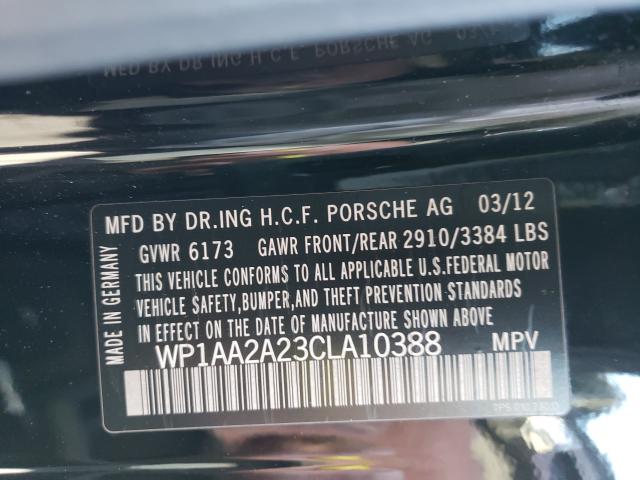 MFD BY DR.ING H.C.F. PORSCHE AG 03/12
GVWR 6173 GAWR FRONT/REAR 2910/3384 LBS
THIS VEHICLE CONFORMS TO ALL APPLICABLE U.S.FEDERAL MOTOR
VEHICLE SAFETY,BUMPER,AND THEFT PREVENTION STANDARDS
IN EFFECT ON THE DATE OF MANUFACTURE SHOWN ABOVE.
WP1AA2A23CLA10388 MPV
MADE IN GERMANY